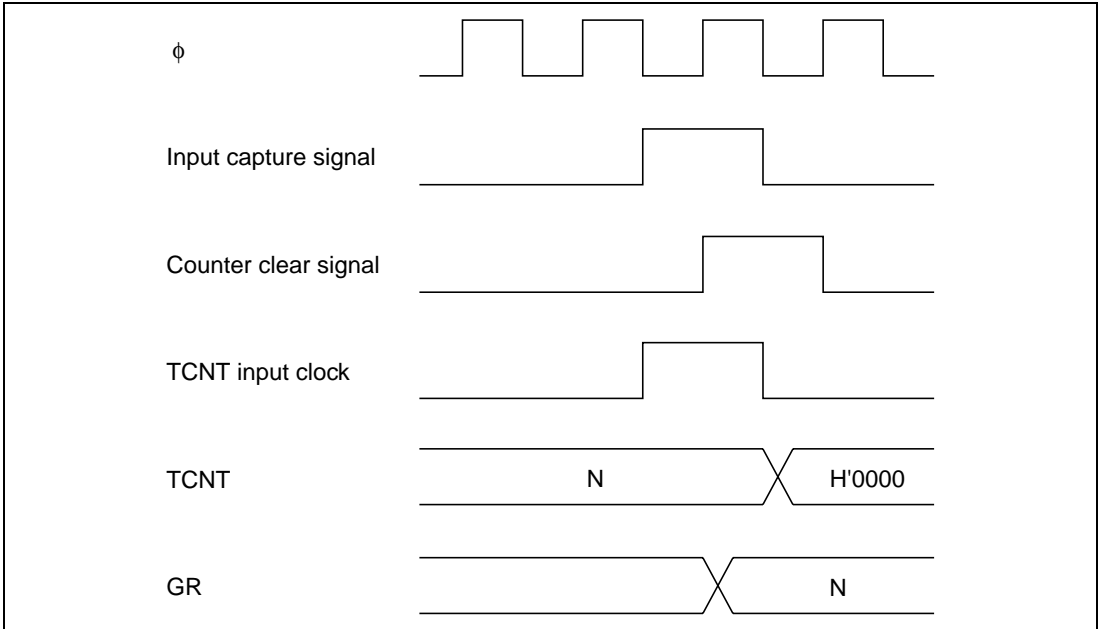 ϕ
Input capture signal
Counter clear signal
TCNT input clock
TCNT
N
H'0000
GR
N